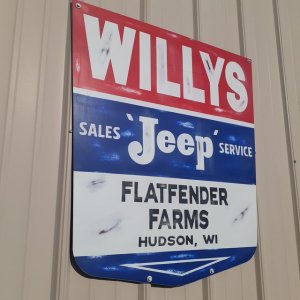 WILLYS
SALES 'Jeep' SERVICE
FLATFENDER
FARMS
HUDSON, WI